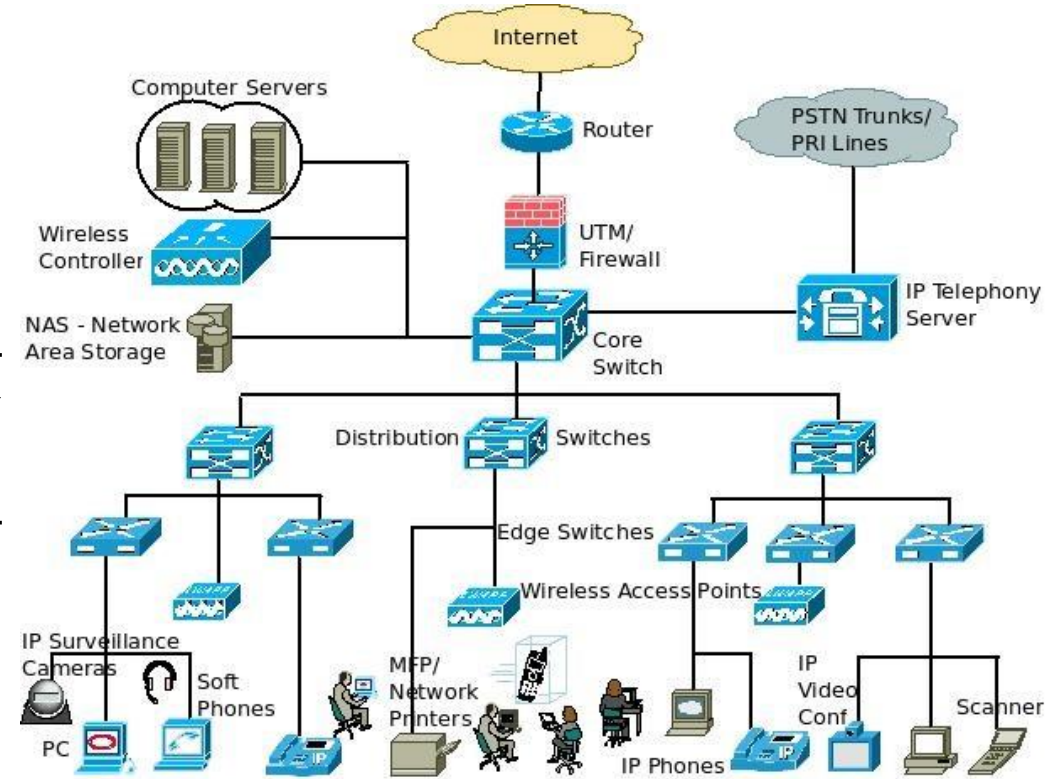 Internet
Computer Servers
Router
PSTN Trunks/
PRI Lines
Wireless
Controller
UTM/
Firewall
IP Telephony
Server
NAS - Network
Area Storage
Core
Switch
Distribution
Switches
Edge Switches
Wireless Access Points
IP Surveillance
Cameras
Soft
Phones
PC
IP
MFP/
Network
Printers
IP
Video
Conf
Scanner
IP Phones
IP